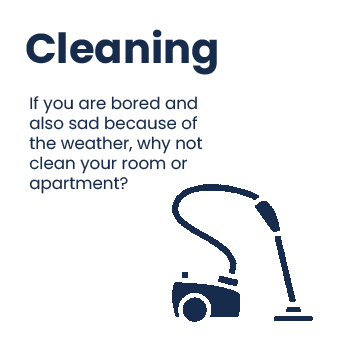 Cleaning
If you are bored and
also sad because of
the weather, why not
clean your room or
apartment?